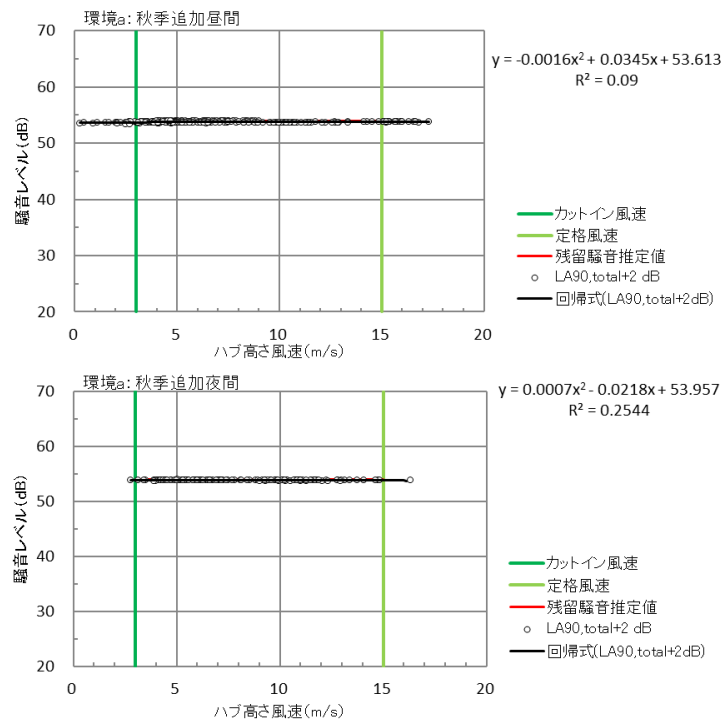 環境a：秋季追加昼間
70
60
50
40
30
20
騒音レベル(dB)
0
5
10
15
20
ハブ高さ風速(m/s)
y = -0.0016x² + 0.0345x + 53.613
R² = 0.09
カットイン風速
定格風速
残留騒音推定値
LA90,total+2 dB
回帰式(LA90,total+2dB)
環境a：秋季追加夜間
70
60
50
40
30
20
騒音レベル(dB)
0
5
10
15
20
ハブ高さ風速(m/s)
y = 0.0007x² - 0.0218x + 53.957
R² = 0.2544
カットイン風速
定格風速
残留騒音推定値
LA90,total+2 dB
回帰式(LA90,total+2dB)